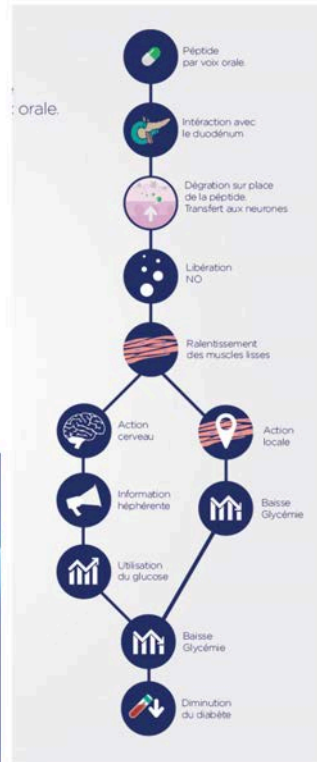 Péptide
par voix orale.
: orale.
Intéraction avec
le duodénum
Dégration sur place
de la péptide.
Transfert aux neurones
Libération
NO
Ralentissement
des muscles lisses
Action
cerveau
Action
locale
Information
héphérente
Baisse
Glycémie
Utilisation
du glucose
Baisse
Glycémie
Diminution
du diabète